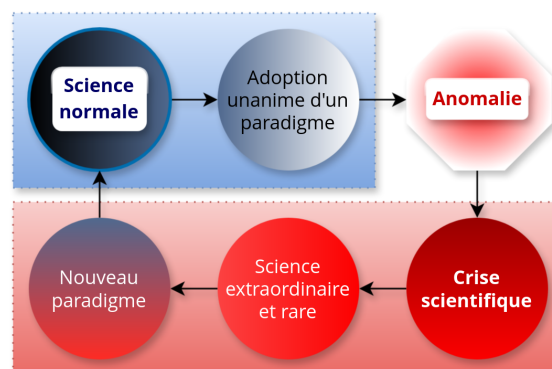 Science
normale
Adoption
unanime d'un
paradigme
Anomalie
Nouveau
paradigme
Science
extraordinaire
et rare
Crise
scientifique